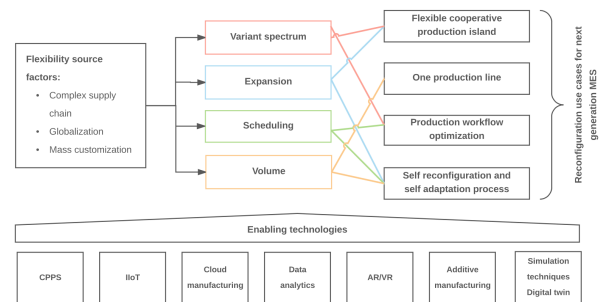 Flexibility source
factors:
• Complex supply
chain
• Globalization
• Mass customization
Variant spectrum
Expansion
Scheduling
Volume
Flexible cooperative
production island
One production line
Production workflow
optimization
Self reconfiguration and
self adaptation process
Reconfiguration use cases for next
generation MES
Enabling technologies
CPPS
IIoT
Cloud
manufacturing
Data
analytics
AR/VR
Additive
manufacturing
Simulation
techniques
Digital twin